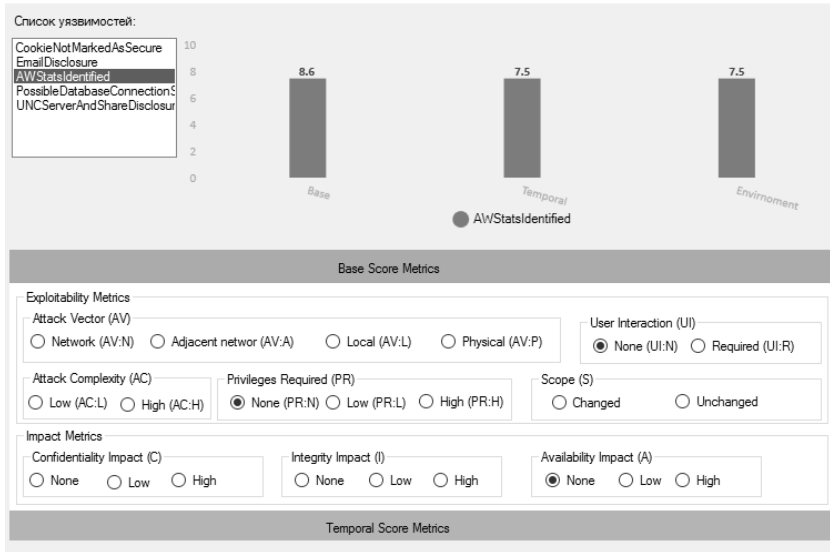 Список уязвимостей:
CookieNotMarkedAsSecure
EmailDisclosure
AWStatsIdentified
PossibleDatabaseConnectionS
UNCServerAndShareDisclosur
10
8
6
4
2
0
8.6
7.5
7.5
Base
Temporal
Envirnoment
AWStatsIdentified
Base Score Metrics
Exploitability Metrics
Attack Vector (AV)
Network (AV:N) Adjacent networ (AV:A) Local (AV:L) Physical (AV:P)
User Interaction (UI)
None (UI:N) Required (UI:R)
Attack Complexity (AC)
Low (AC:L) High (AC:H)
Privileges Required (PR)
None (PR:N) Low (PR:L) High (PR:H)
Scope (S)
Changed Unchanged
Impact Metrics
Confidentiality Impact (C)
None Low High
Integrity Impact (I)
None Low High
Availability Impact (A)
None Low High
Temporal Score Metrics